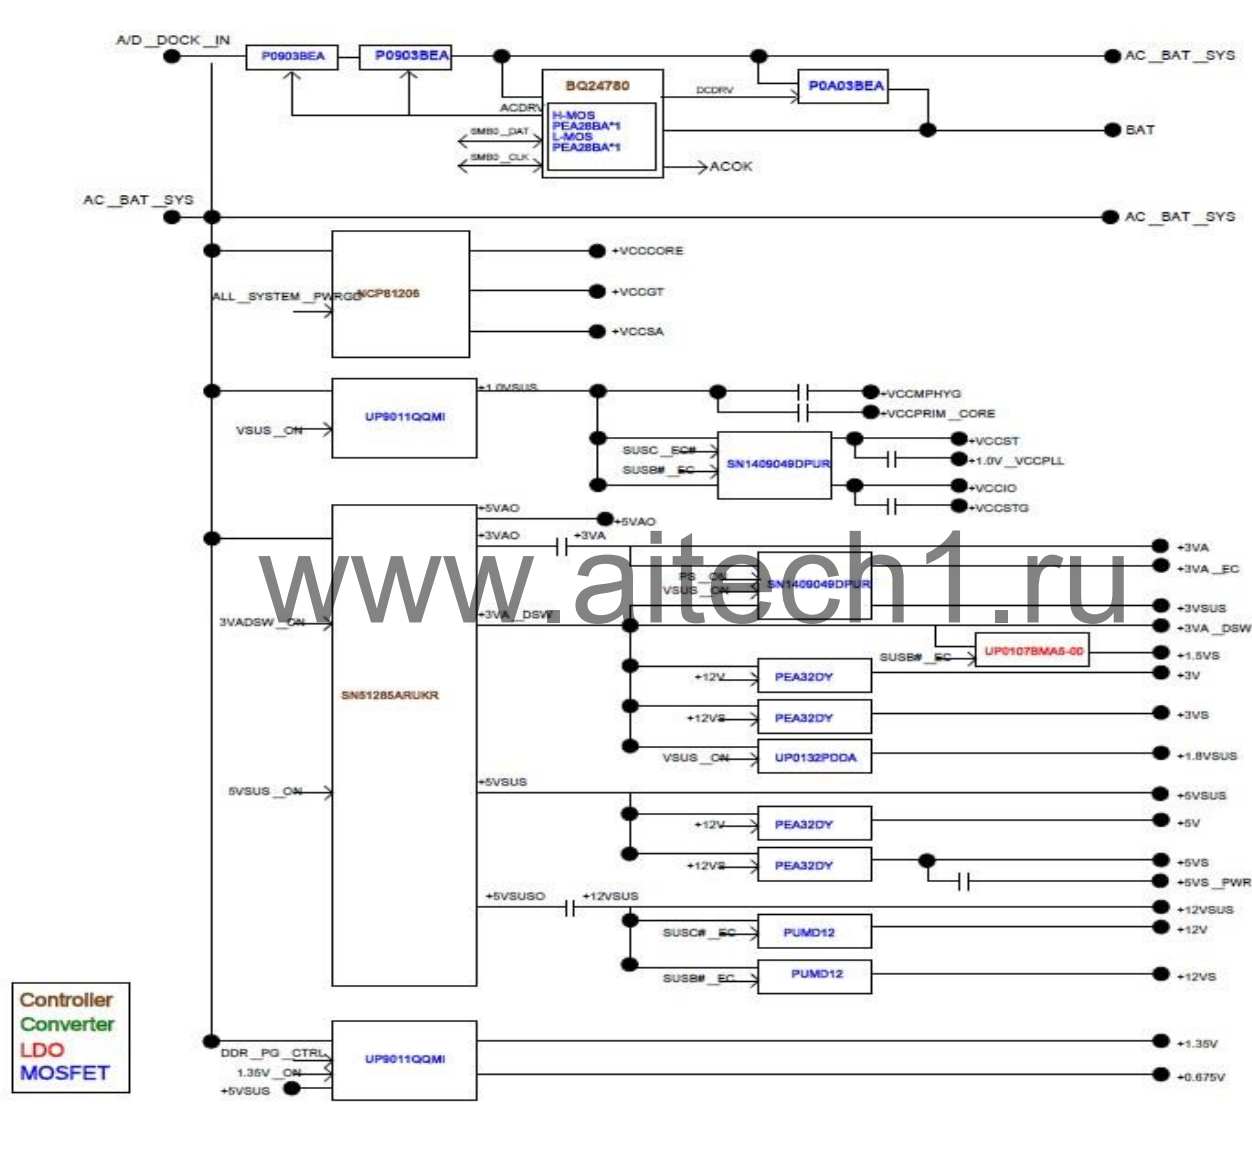 A/D_DOCK_IN
P0903BEA
P0903BEA
AC_BAT_SYS
BQ24780
DCDRV
P0A03BEA
ACDRV
H-MOS
PEA28BA*1
L-MOS
PEA28BA*1
SMB0_DAT
SMB0_CLK
BAT
ACOK
AC_BAT_SYS
AC_BAT_SYS
+VCCCORE
ALL_SYSTEM_PWRGD
NCP81206
+VCCGT
+VCCSA
+1.0VSUS
UP9011QQMI
VSUS_ON
+VCCMPHYG
+VCCPRIM_CORE
SUSC_EC#
SUSB#_EC
SN1409049DPUR
+VCCST
+1.0V_VCCPLL
+VCCIO
+VCCSTG
+5VAO
+5VAO
+3VAO
+3VA
+3VA
+3VA_EC
PS_ON
VSUS_ON
SN1409049DPUR
+3VSUS
www.aitech1.ru
3VADSW_ON
+3VA_DSW
+3VA_DSW
SUSB#_EC
UP0107BMA5-00
+1.5VS
+12V
PEA32DY
+3V
SN51285ARUKR
+12VS
PEA32DY
+3VS
VSUS_ON
UP0132PDDA
+1.8VSUS
5VSUS_ON
+5VSUS
+5VSUS
+12V
PEA32DY
+5V
+12VS
PEA32DY
+5VS
+5VS_PWR
+5VSUSO
+12VSUS
+12VSUS
SUSC#_EC
PUMD12
+12V
SUSB#_EC
PUMD12
+12VS
Controller
Converter
LDO
MOSFET
DDR_PG_CTRL
1.35V_ON
+5VSUS
UP9011QQMI
+1.35V
+0.675V